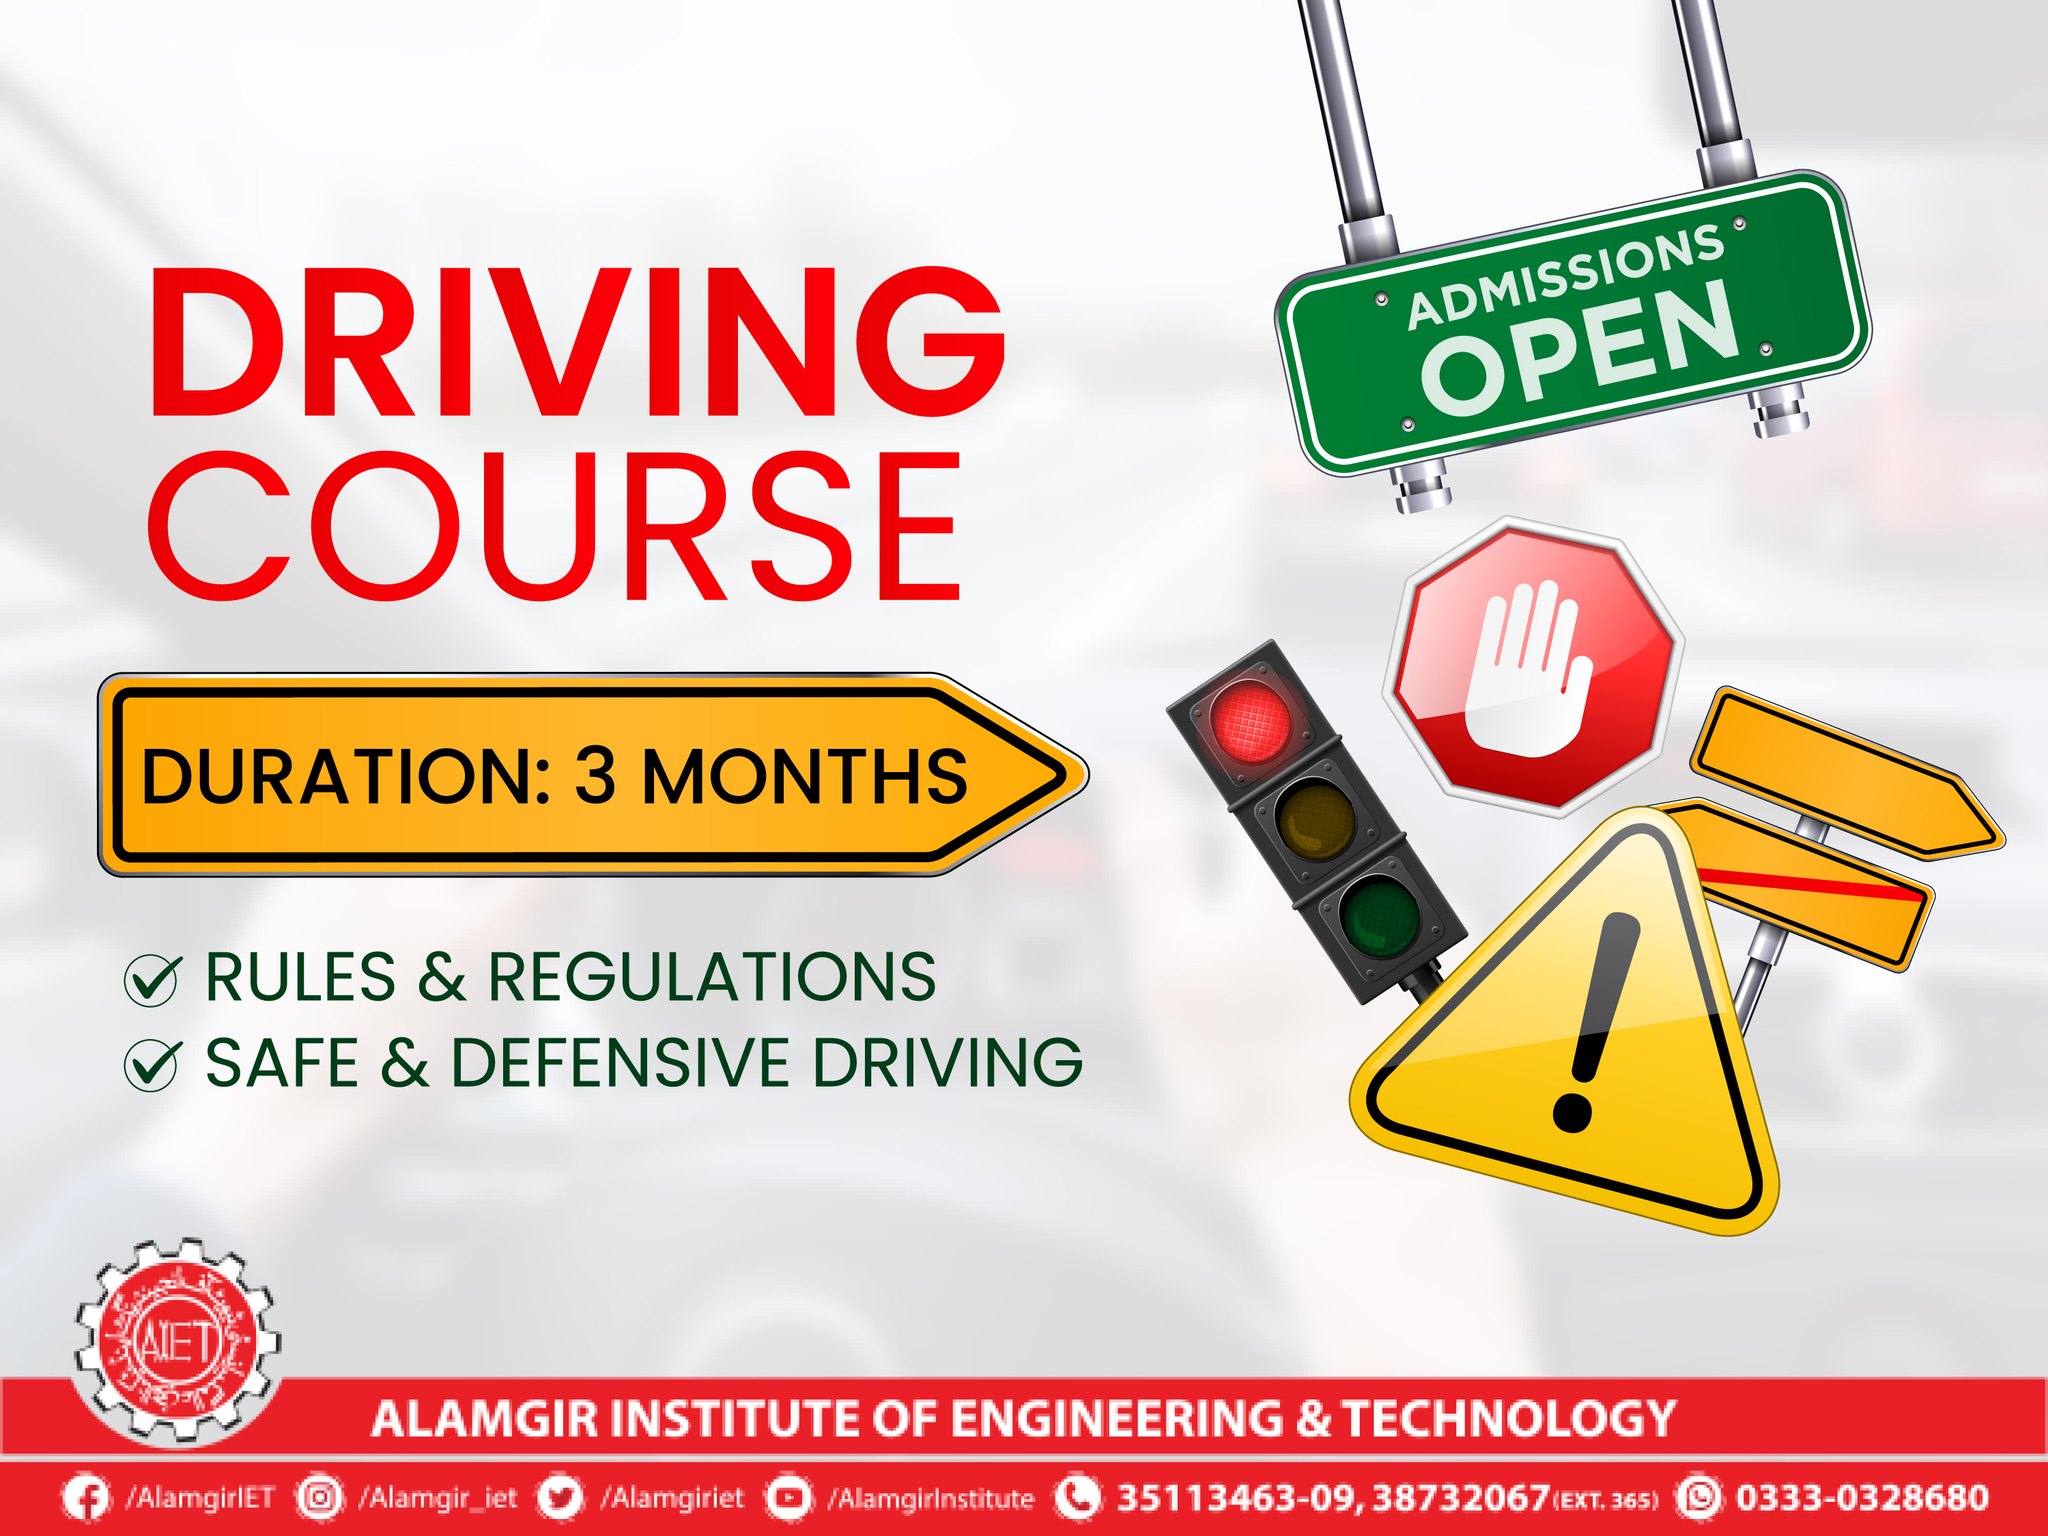 ADMISSIONS
OPEN
DRIVING
COURSE
DURATION: 3 MONTHS
RULES & REGULATIONS
SAFE & DEFENSIVE DRIVING
AIET
ALAMGIR INSTITUTE OF ENGINEERING & TECHNOLOGY
/AlamgirIET /Alamgir_iet /Alamgiriet /AlamgirInstitute 35113463-09, 38732067 (EXT. 365) 0333-0328680